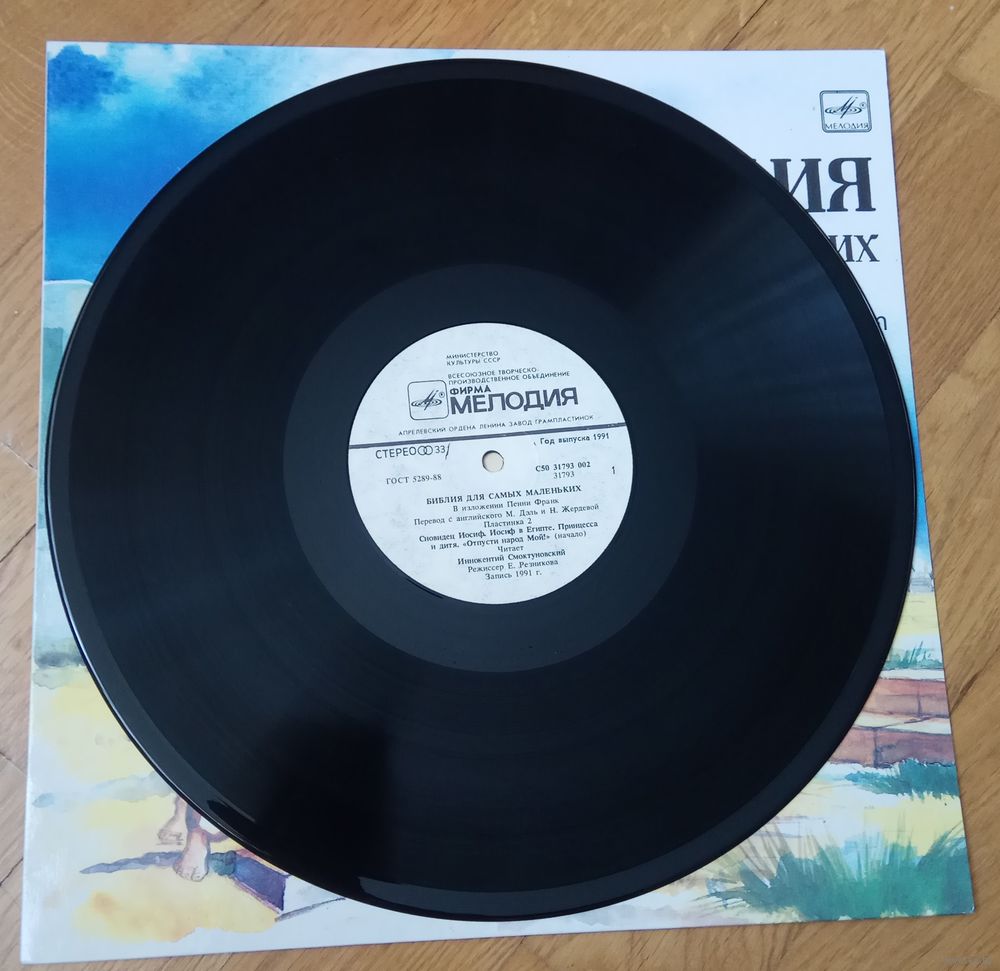 МЕЛОДИЯ
ИЯ
ИХ
МИНИСТЕРСТВО
КУЛЬТУРЫ СССР
ВСЕСОЮЗНОЕ ТВОРЧЕСКО-
ПРОИЗВОДСТВЕННОЕ ОБЪЕДИНЕНИЕ
ФИРМА
МЕЛОДИЯ
АПРЕЛЕВСКИЙ ОРДЕНА ЛЕНИНА ЗАВОД ГРАМПЛАСТИНОК
СТЕРЕО 33 Год выпуска 1991
ГОСТ 5289-88 С50 31793 002
31793 1
БИБЛИЯ ДЛЯ САМЫХ МАЛЕНЬКИХ
В изложении Пенни Франк
Перевод с английского М. Дэль и Н. Жердевой
Пластинка 2
Сновидец Иосиф. Иосиф в Египте. Принцесса
и дитя. «Отпусти народ Мой!» (начало)
Читает
Иннокентий Смоктуновский
Режиссер Е. Резникова
Запись 1991 г.